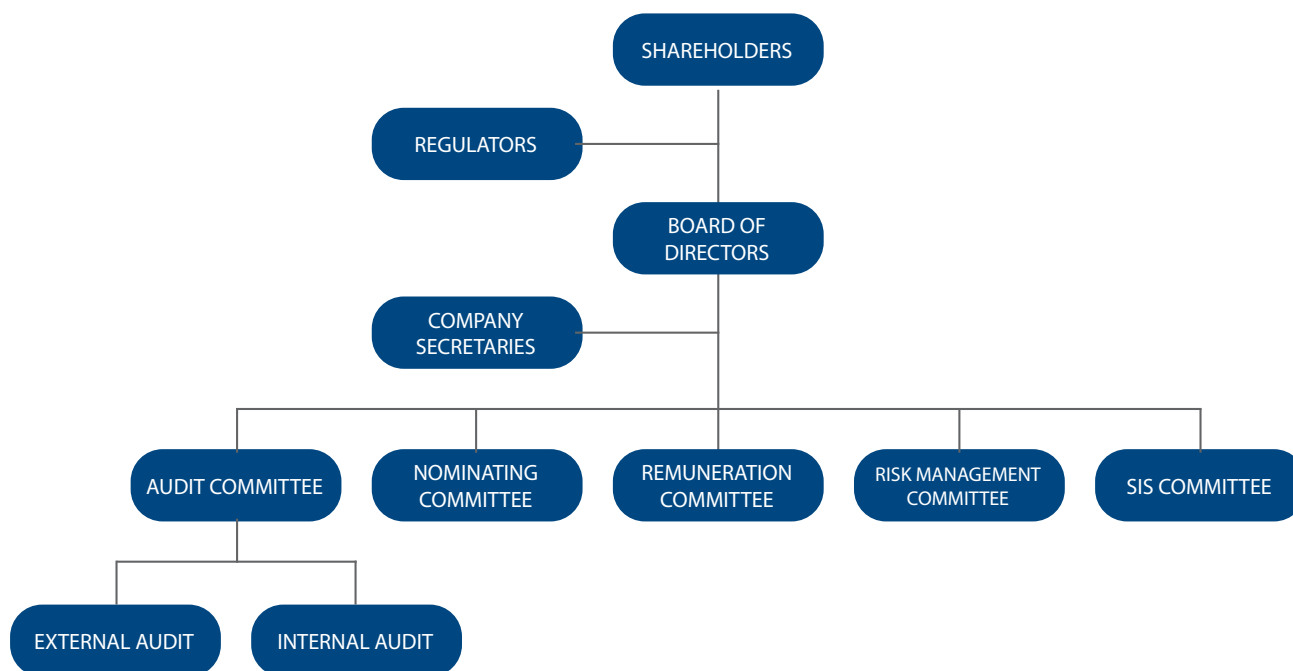 SHAREHOLDERS
REGULATORS
BOARD OF
DIRECTORS
COMPANY
SECRETARIES
AUDIT COMMITTEE
NOMINATING
COMMITTEE
REMUNERATION
COMMITTEE
RISK MANAGEMENT
COMMITTEE
SIS COMMITTEE
EXTERNAL AUDIT
INTERNAL AUDIT